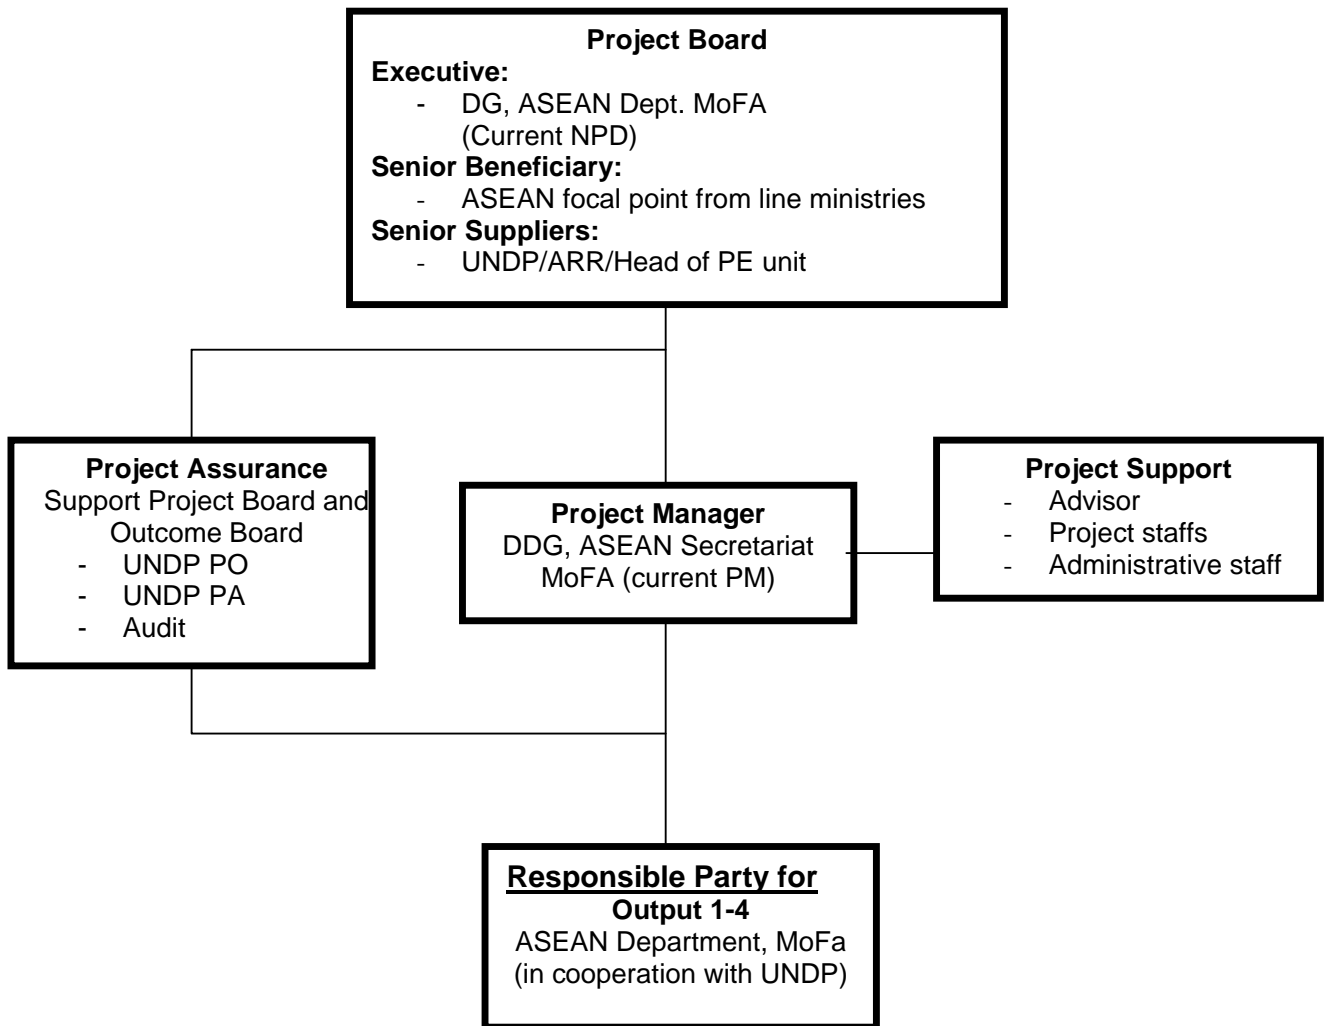 Project Board
Executive:
- DG, ASEAN Dept. MoFA
(Current NPD)
Senior Beneficiary:
- ASEAN focal point from line ministries
Senior Suppliers:
- UNDP/ARR/Head of PE unit
Project Assurance
Support Project Board and
Outcome Board
- UNDP PO
- UNDP PA
- Audit
Project Manager
DDG, ASEAN Secretariat
MoFA (current PM)
Project Support
- Advisor
- Project staffs
- Administrative staff
Responsible Party for
Output 1-4
ASEAN Department, MoFa
(in cooperation with UNDP)